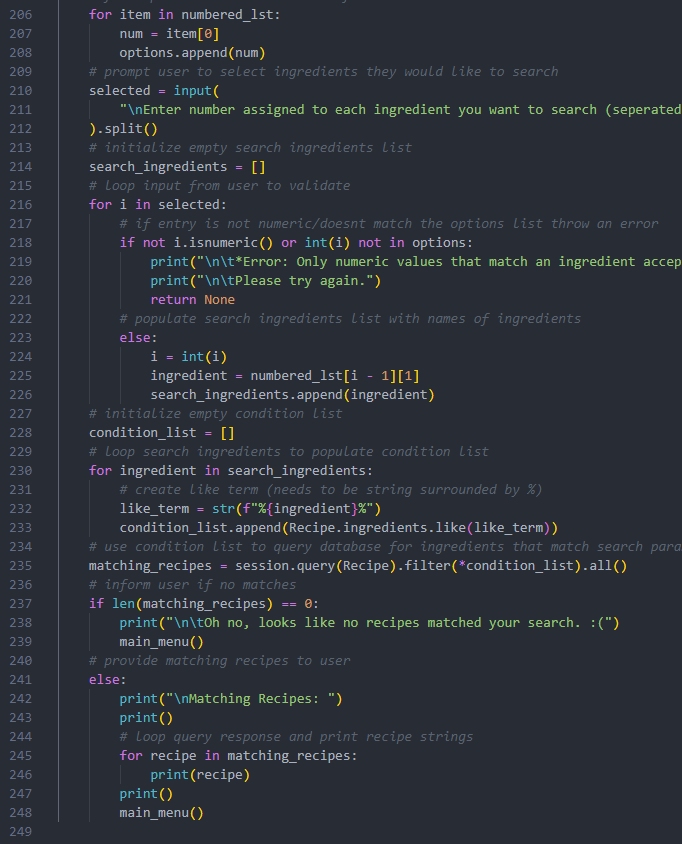 206 for item in numbered_lst:
207 num = item[0]
208 options.append(num)
209 # prompt user to select ingredients they would like to search
210 selected = input(
211 "\nEnter number assigned to each ingredient you want to search (seperated
212 ).split()
213 # initialize empty search ingredients list
214 search_ingredients = []
215 # loop input from user to validate
216 for i in selected:
217 # if entry is not numeric/doesnt match the options list throw an error
218 if not i.isnumeric() or int(i) not in options:
219 print("\n\t*Error: Only numeric values that match an ingredient accep
220 print("\n\tPlease try again.")
221 return None
222 # populate search ingredients list with names of ingredients
223 else:
224 i = int(i)
225 ingredient = numbered_lst[i - 1][1]
226 search_ingredients.append(ingredient)
227 # initialize empty condition list
228 condition_list = []
229 # loop search ingredients to populate condition list
230 for ingredient in search_ingredients:
231 # create like term (needs to be string surrounded by %)
232 like_term = str(f"%{ingredient}%")
233 condition_list.append(Recipe.ingredients.like(like_term))
234 # use condition list to query database for ingredients that match search para
235 matching_recipes = session.query(Recipe).filter(*condition_list).all()
236 # inform user if no matches
237 if len(matching_recipes) == 0:
238 print("\n\tOh no, looks like no recipes matched your search. :(")
239 main_menu()
240 # provide matching recipes to user
241 else:
242 print("\nMatching Recipes: ")
243 print()
244 # loop query response and print recipe strings
245 for recipe in matching_recipes:
246 print(recipe)
247 print()
248 main_menu()
249